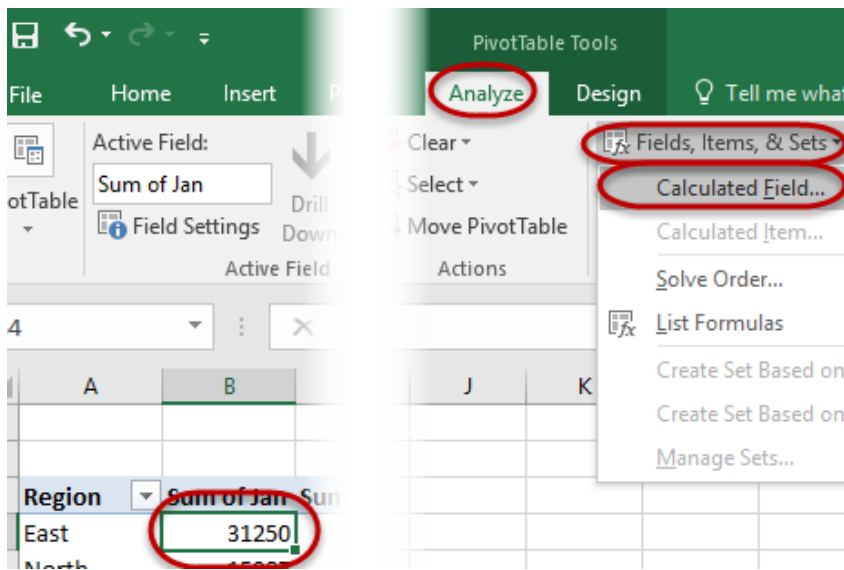 PivotTable Tools
File Home Insert Analyze Design Tell me what
Active Field: Clear Fields, Items, & Sets
Sum of Jan Select Calculated Field...
otTable Field Settings Drill Down Move PivotTable Calculated Item...
Active Field Actions Solve Order...
4 List Formulas
A B J K Create Set Based on
Create Set Based on
Manage Sets...
Region Sum of Jan Sum
East 31250
North